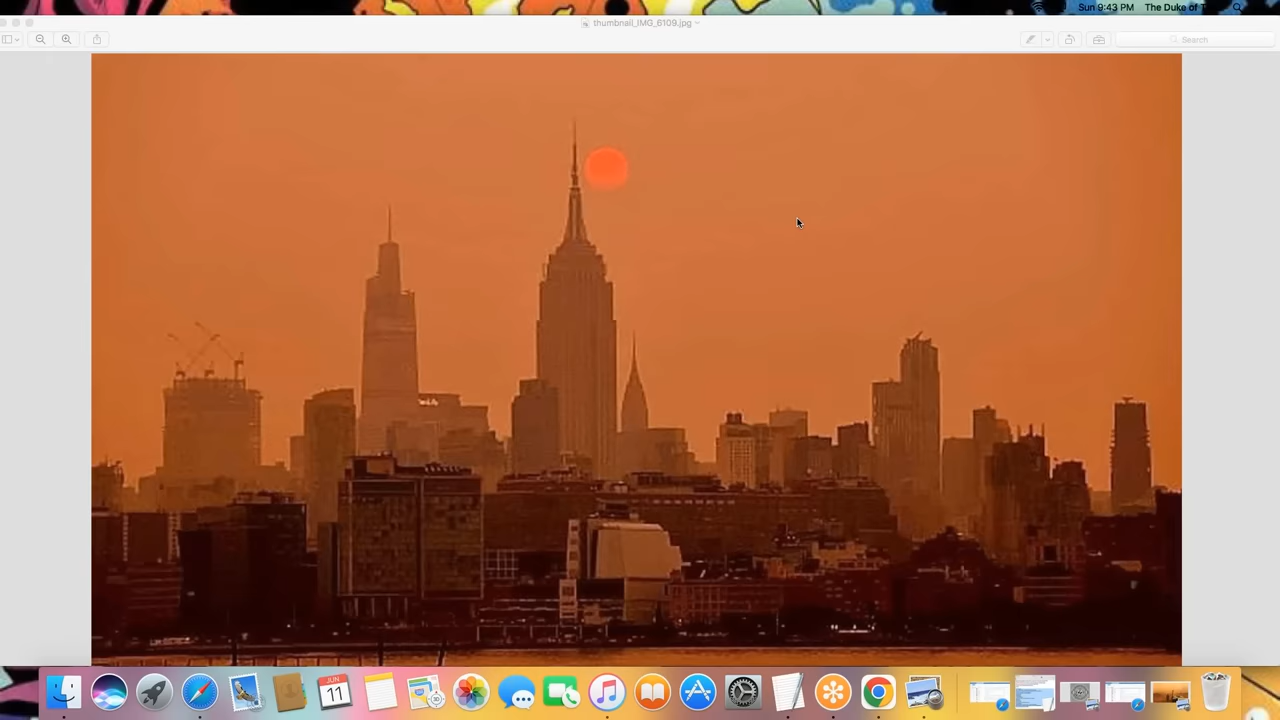 Sun 9:43 PM The Duke of T
thumbnail_IMG_6109.jpg
Search
JUN
11